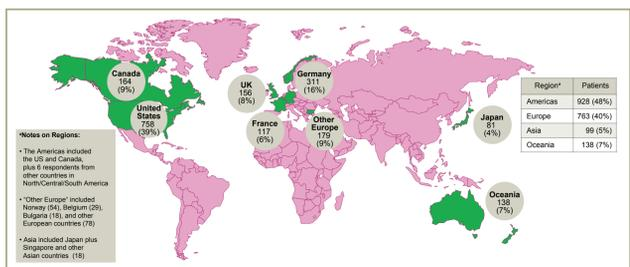 Canada
164
(9%)
United
States
758
(39%)
UK
156
(8%)
Germany
311
(16%)
France
117
(6%)
Other
Europe
179
(9%)
Japan
81
(4%)
Oceania
138
(7%)
Region* Patients
Americas 928 (48%)
Europe 763 (40%)
Asia 99 (5%)
Oceania 138 (7%)
*Notes on Regions:
• The Americas included
the US and Canada,
plus 6 respondents from
other countries in
North/Central/South America
• "Other Europe" included
Norway (54), Belgium (29),
Bulgaria (18), and other
European countries (78)
• Asia included Japan plus
Singapore and other
Asian countries (18)